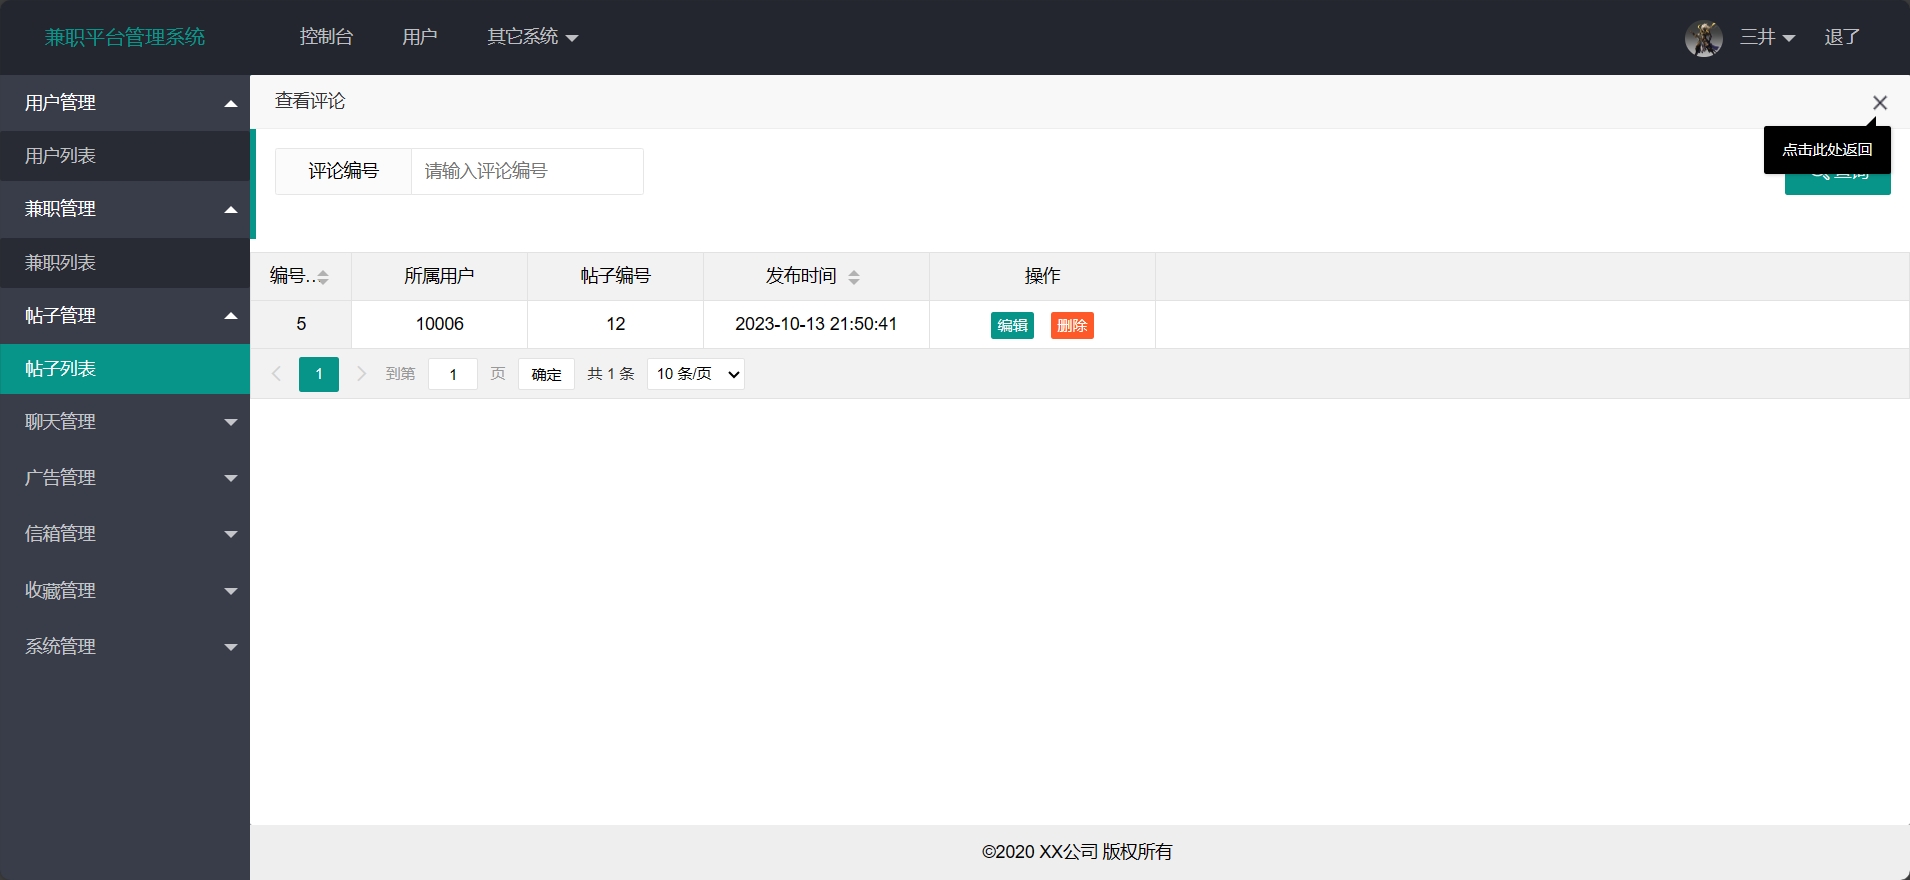 兼职平台管理系统 控制台 用户 其它系统 三井 退了
用户管理
用户列表
兼职管理
兼职列表
帖子管理
帖子列表
聊天管理
广告管理
信箱管理
收藏管理
系统管理
查看评论
点击此处返回
评论编号 请输入评论编号 查询
编号... 所属用户 帖子编号 发布时间 操作
5 10006 12 2023-10-13 21:50:41 编辑 删除
1 到第 1 页 确定 共 1 条 10 条/页
©2020 XX公司 版权所有